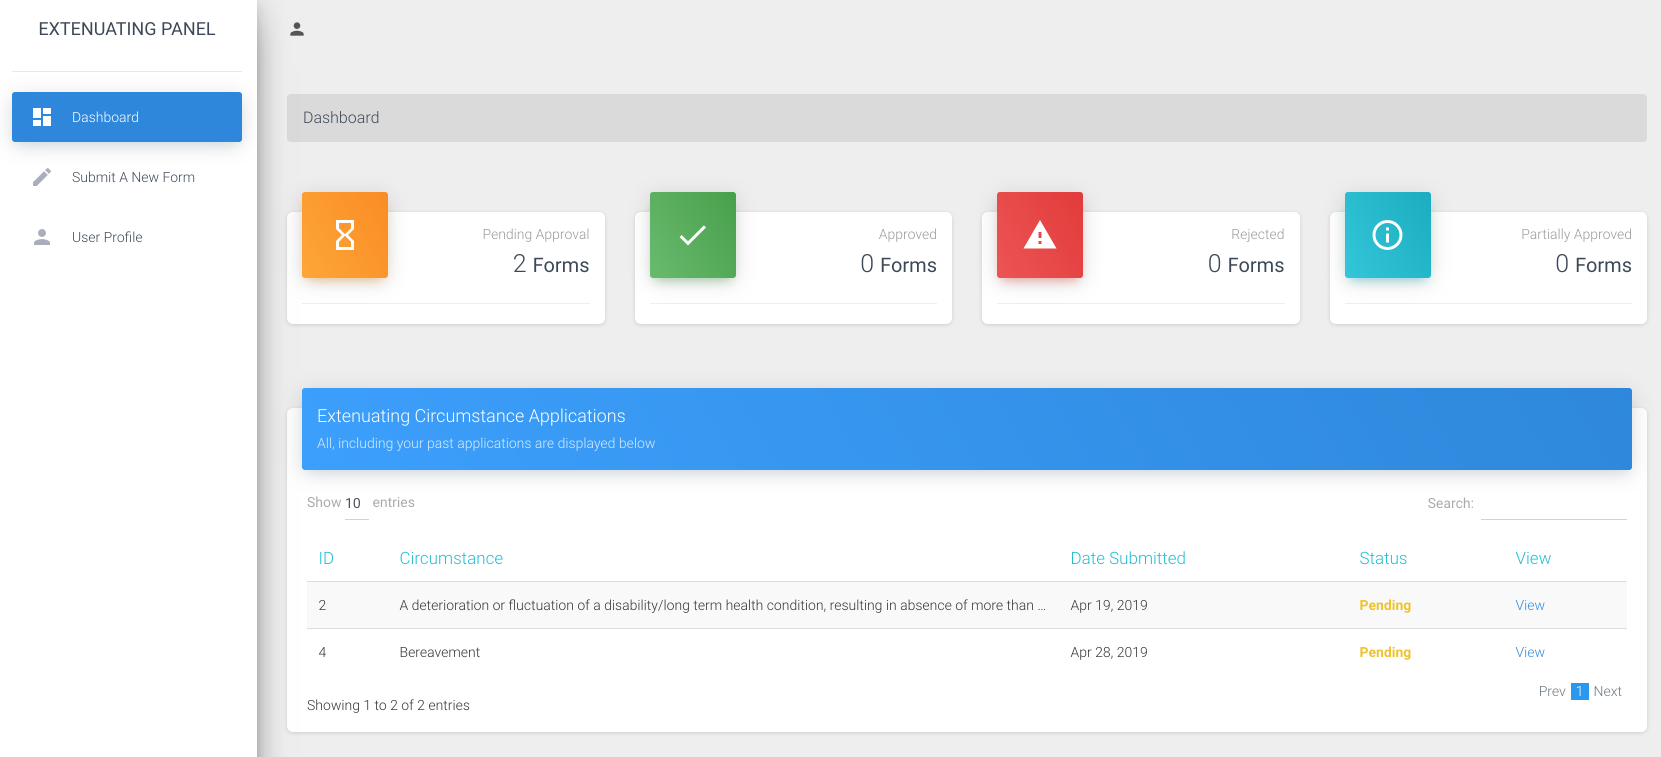 EXTENUATING PANEL
Dashboard
Submit A New Form
User Profile
Dashboard
Pending Approval
2 Forms
Approved
0 Forms
Rejected
0 Forms
Partially Approved
0 Forms
Extenuating Circumstance Applications
All, including your past applications are displayed below
Show 10 entries
Search:
ID Circumstance Date Submitted Status View
2 A deterioration or fluctuation of a disability/long term health condition, resulting in absence of more than ... Apr 19, 2019 Pending View
4 Bereavement Apr 28, 2019 Pending View
Prev 1 Next
Showing 1 to 2 of 2 entries